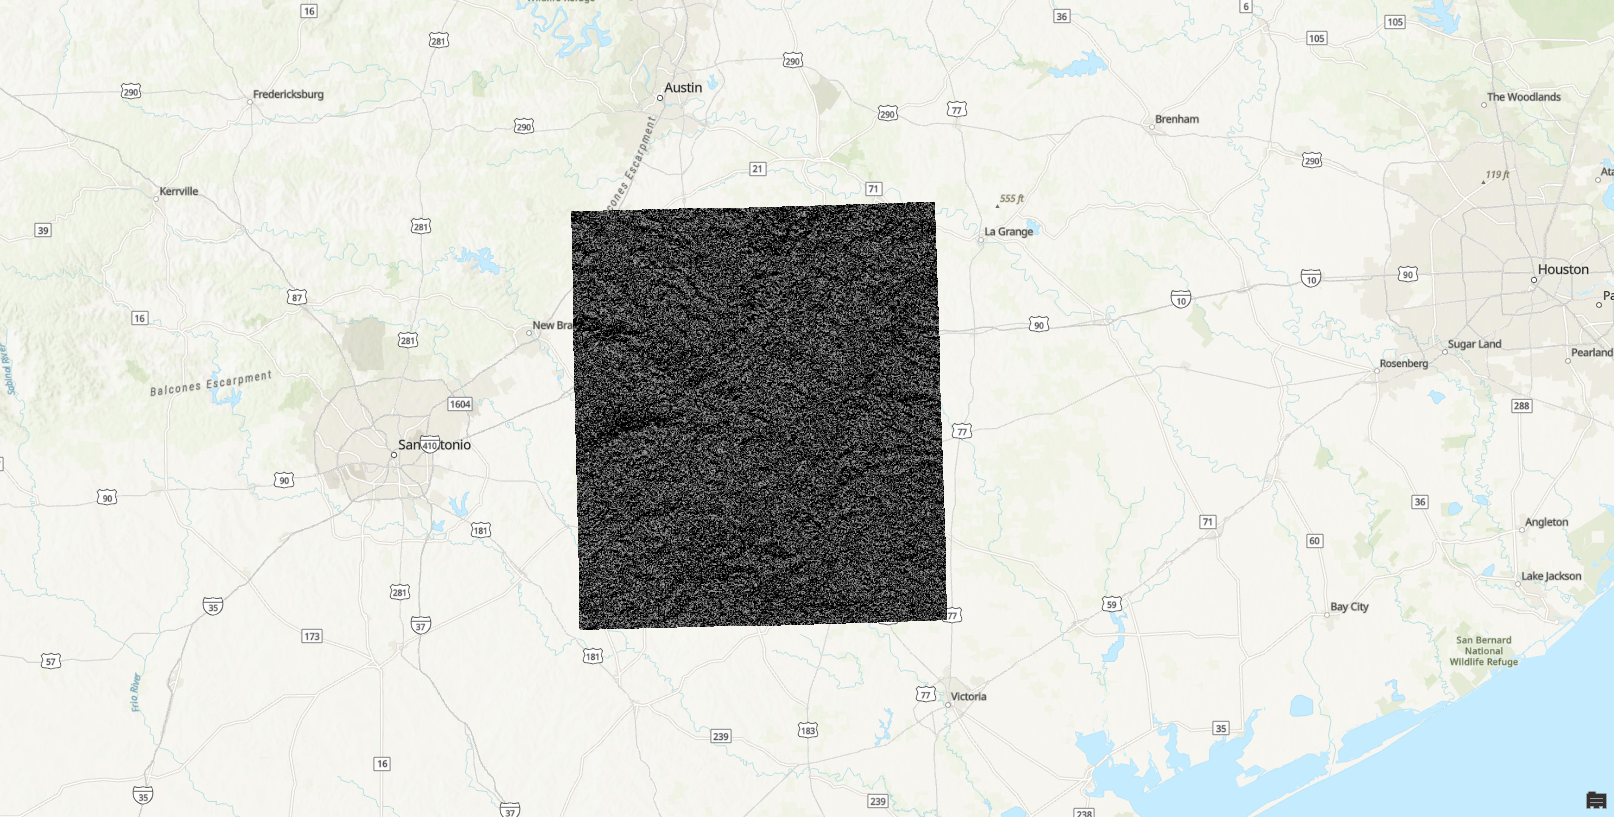 Wildlife Refuge
16
36
6
105
105
281
290
290
Austin
Fredericksburg
The Woodlands
290
77
Brenham
290
290
21
119 ft
Kerrville
71
555 ft
39
281
La Grange
Houston
90
10
87
10
16
New Bra
90
281
Sugar Land
Pearland
Rosenberg
Balcones Escarpment
Sabinal River
1604
288
77
San
tonio
410
90
90
36
181
71
Angleton
60
Lake Jackson
281
59
35
Bay City
37
77
173
San Bernard
National
Wildlife Refuge
181
57
Frio River
77
Victoria
35
183
239
16
35
239
37
238